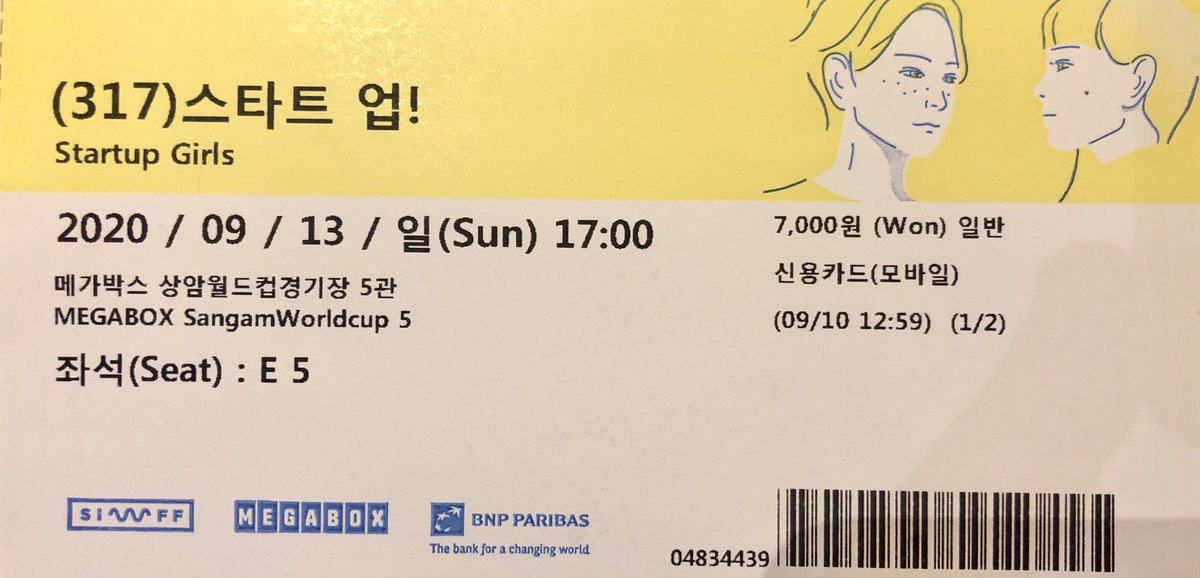 (317)스타트 업!
Startup Girls
2020 / 09 / 13 / 일(Sun) 17:00
메가박스 상암월드컵경기장 5관
MEGABOX SangamWorldcup 5
좌석(Seat) : E 5
7,000원 (Won) 일반
신용카드(모바일)
(09/10 12:59) (1/2)
SIWFF
MEGABOX
BNP PARIBAS
The bank for a changing world
04834439